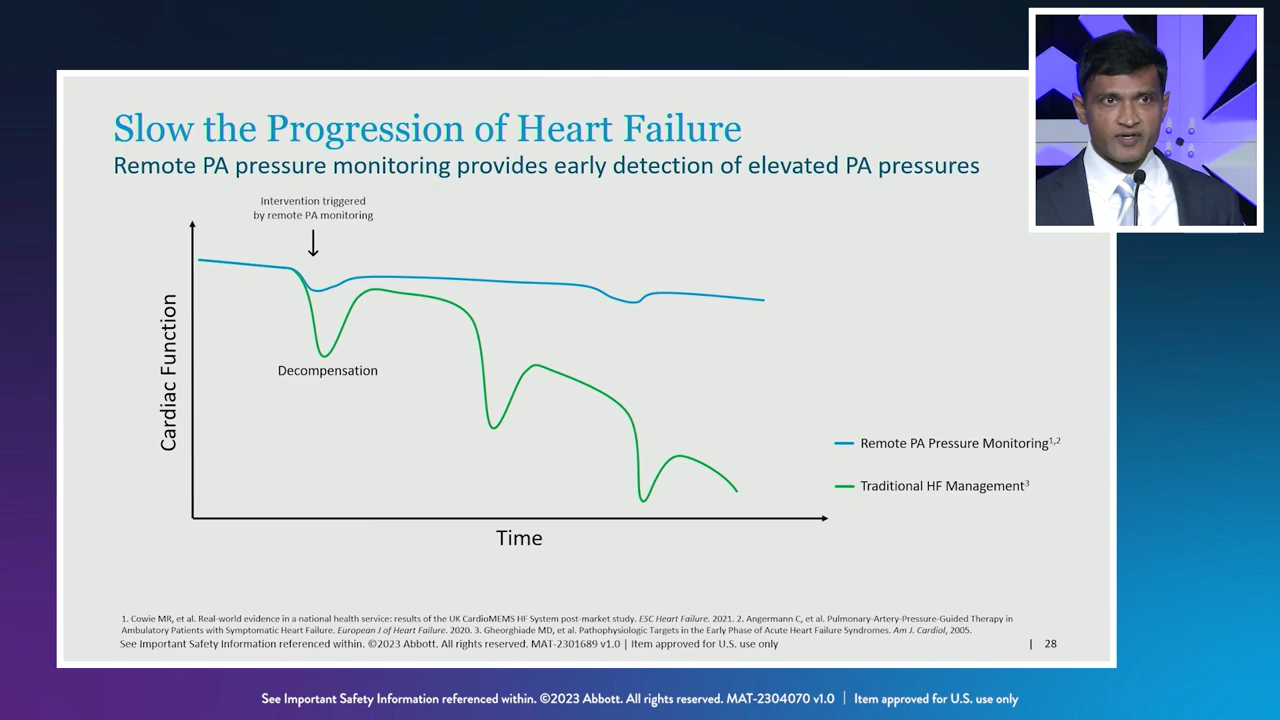 Slow the Progression of Heart Failure
Remote PA pressure monitoring provides early detection of elevated PA pressures
Intervention triggered
by remote PA monitoring
Cardiac Function
Decompensation
Remote PA Pressure Monitoring1,2
Traditional HF Management3
Time
1. Cowie MR, et al. Real-world evidence in a national health service: results of the UK CardioMEMS HF System post-market study. ESC Heart Failure. 2021. 2. Angermann C, et al. Pulmonary-Artery-Pressure-Guided Therapy in
Ambulatory Patients with Symptomatic Heart Failure. European J of Heart Failure. 2020. 3. Gheorghiade MD, et al. Pathophysiologic Targets in the Early Phase of Acute Heart Failure Syndromes. Am J. Cardiol, 2005.
See Important Safety Information referenced within. ©2023 Abbott. All rights reserved. MAT-2301689 v1.0 | Item approved for U.S. use only | 28
See Important Safety Information referenced within. ©2023 Abbott. All rights reserved. MAT-2304070 v1.0 | Item approved for U.S. use only